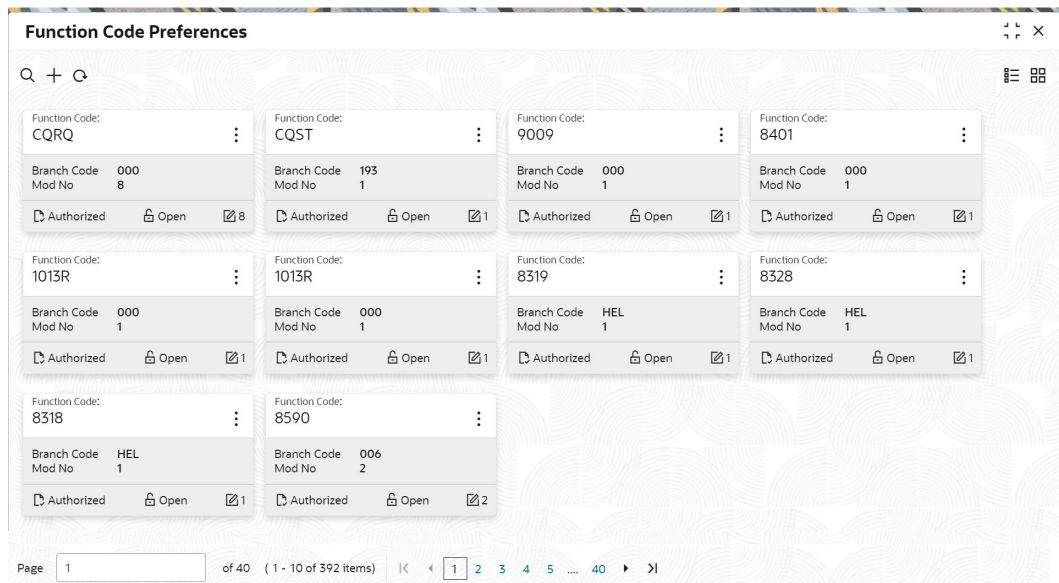 Function Code Preferences
Function Code:
CQRQ
Branch Code 000
Mod No 8
Authorized Open 8
Function Code:
CQST
Branch Code 193
Mod No 1
Authorized Open 1
Function Code:
9009
Branch Code 000
Mod No 1
Authorized Open 1
Function Code:
8401
Branch Code 000
Mod No 1
Authorized Open 1
Function Code:
1013R
Branch Code 000
Mod No 1
Authorized Open 1
Function Code:
1013R
Branch Code 000
Mod No 1
Authorized Open 1
Function Code:
8319
Branch Code HEL
Mod No 1
Authorized Open 1
Function Code:
8328
Branch Code HEL
Mod No 1
Authorized Open 1
Function Code:
8318
Branch Code HEL
Mod No 1
Authorized Open 1
Function Code:
8590
Branch Code 006
Mod No 2
Authorized Open 2
Page 1 of 40 ( 1 - 10 of 392 items) 1 2 3 4 5 .... 40